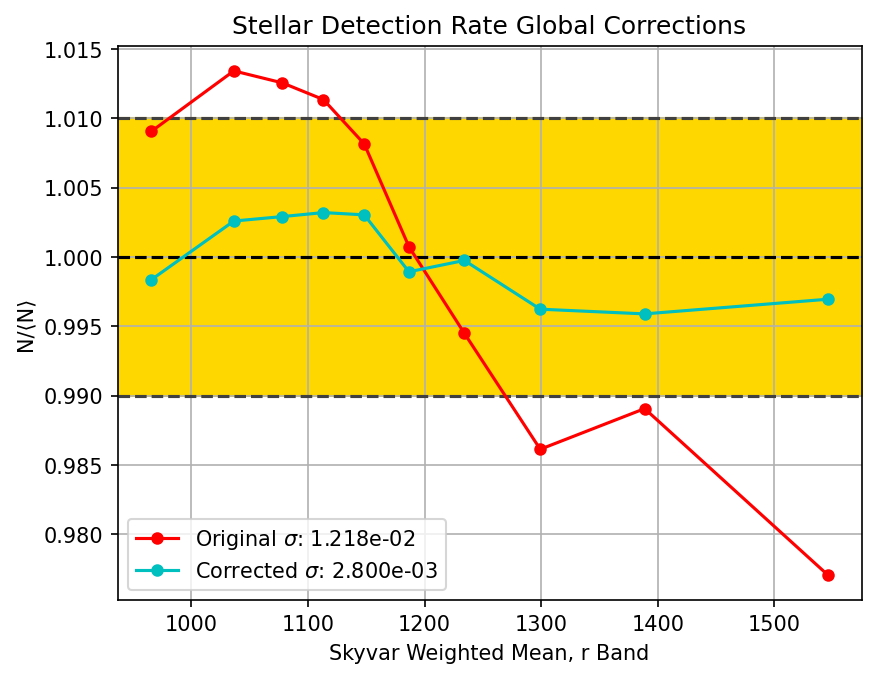 Stellar Detection Rate Global Corrections
1.015
1.010
1.005
1.000
0.995
0.990
0.985
0.980
N/⟨N⟩
Original σ: 1.218e-02
Corrected σ: 2.800e-03
1000 1100 1200 1300 1400 1500
Skyvar Weighted Mean, r Band